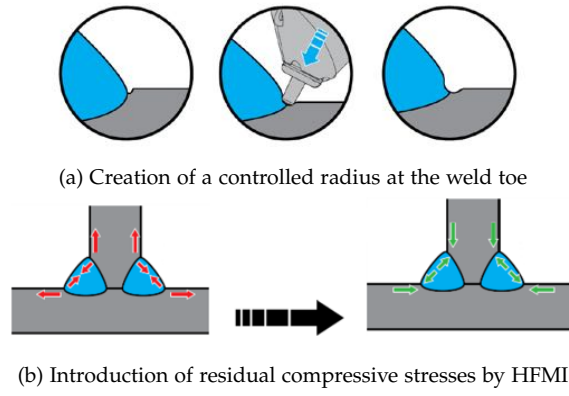 (a) Creation of a controlled radius at the weld toe
(b) Introduction of residual compressive stresses by HFMI